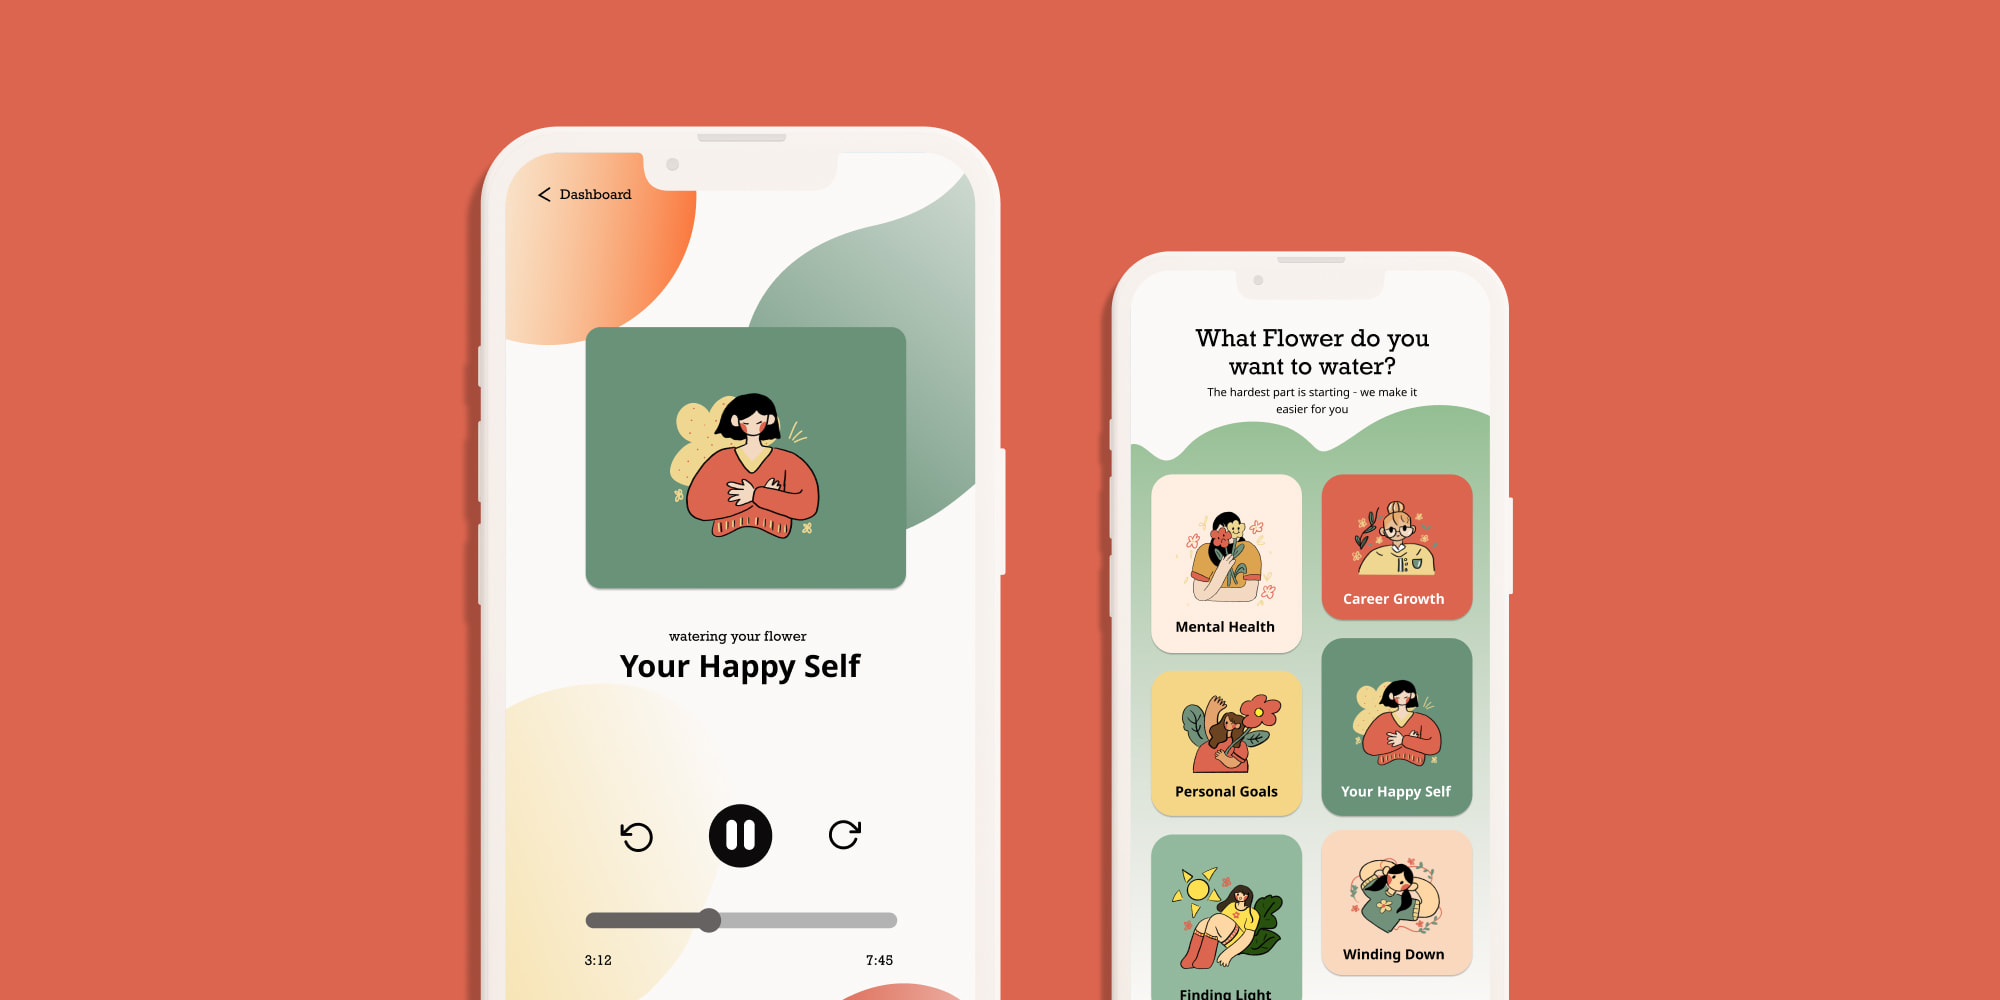 Dashboard
watering your flower
Your Happy Self
3:12
7:45
What Flower do you
want to water?
The hardest part is starting - we make it
easier for you
Mental Health
Career Growth
Personal Goals
Your Happy Self
Finding Light
Winding Down